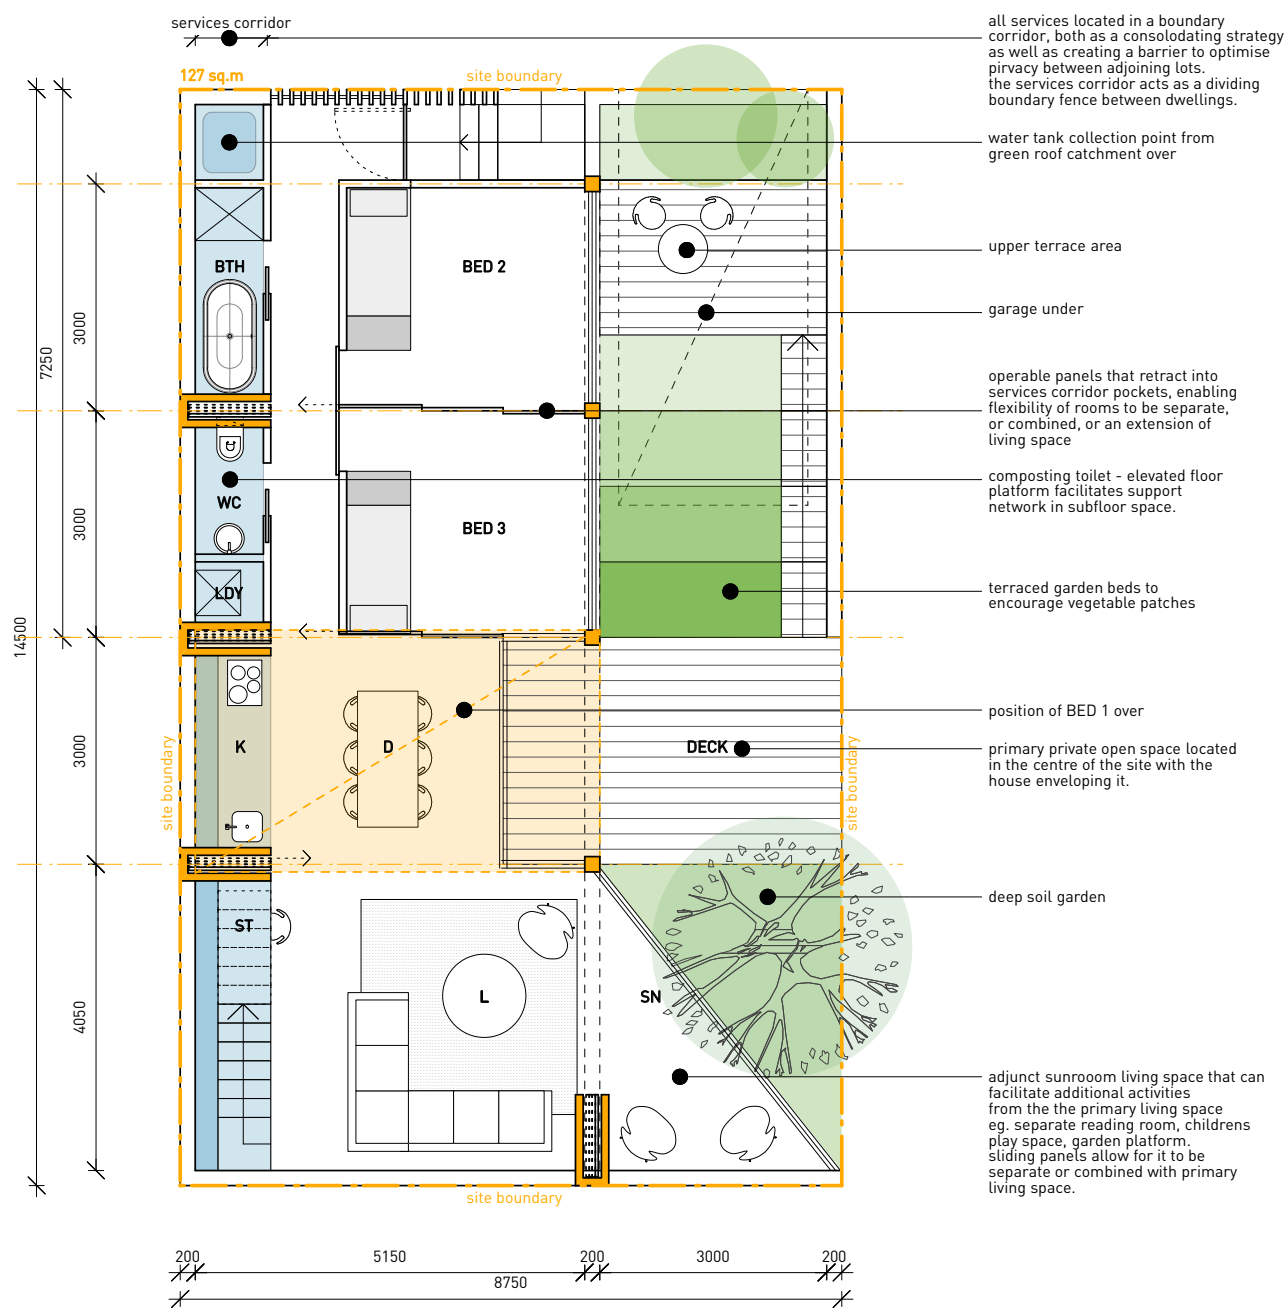 services corridor
127 sq.m
site boundary
all services located in a boundary
corridor, both as a consolodating strategy
as well as creating a barrier to optimise
pirvacy between adjoining lots.
the services corridor acts as a dividing
boundary fence between dwellings.
water tank collection point from
green roof catchment over
upper terrace area
garage under
operable panels that retract into
services corridor pockets, enabling
flexibility of rooms to be separate,
or combined, or an extension of
living space
composting toilet - elevated floor
platform facilitates support
network in subfloor space.
terraced garden beds to
encourage vegetable patches
position of BED 1 over
primary private open space located
in the centre of the site with the
house enveloping it.
deep soil garden
adjunct sunrooom living space that can
facilitate additional activities
from the the primary living space
eg. separate reading room, childrens
play space, garden platform.
sliding panels allow for it to be
separate or combined with primary
living space.
BTH
BED 2
WC
BED 3
LDY
K
D
DECK
ST
L
SN
site boundary
site boundary
site boundary
14500
7250
3000
3000
3000
4050
200
5150
200
3000
200
8750